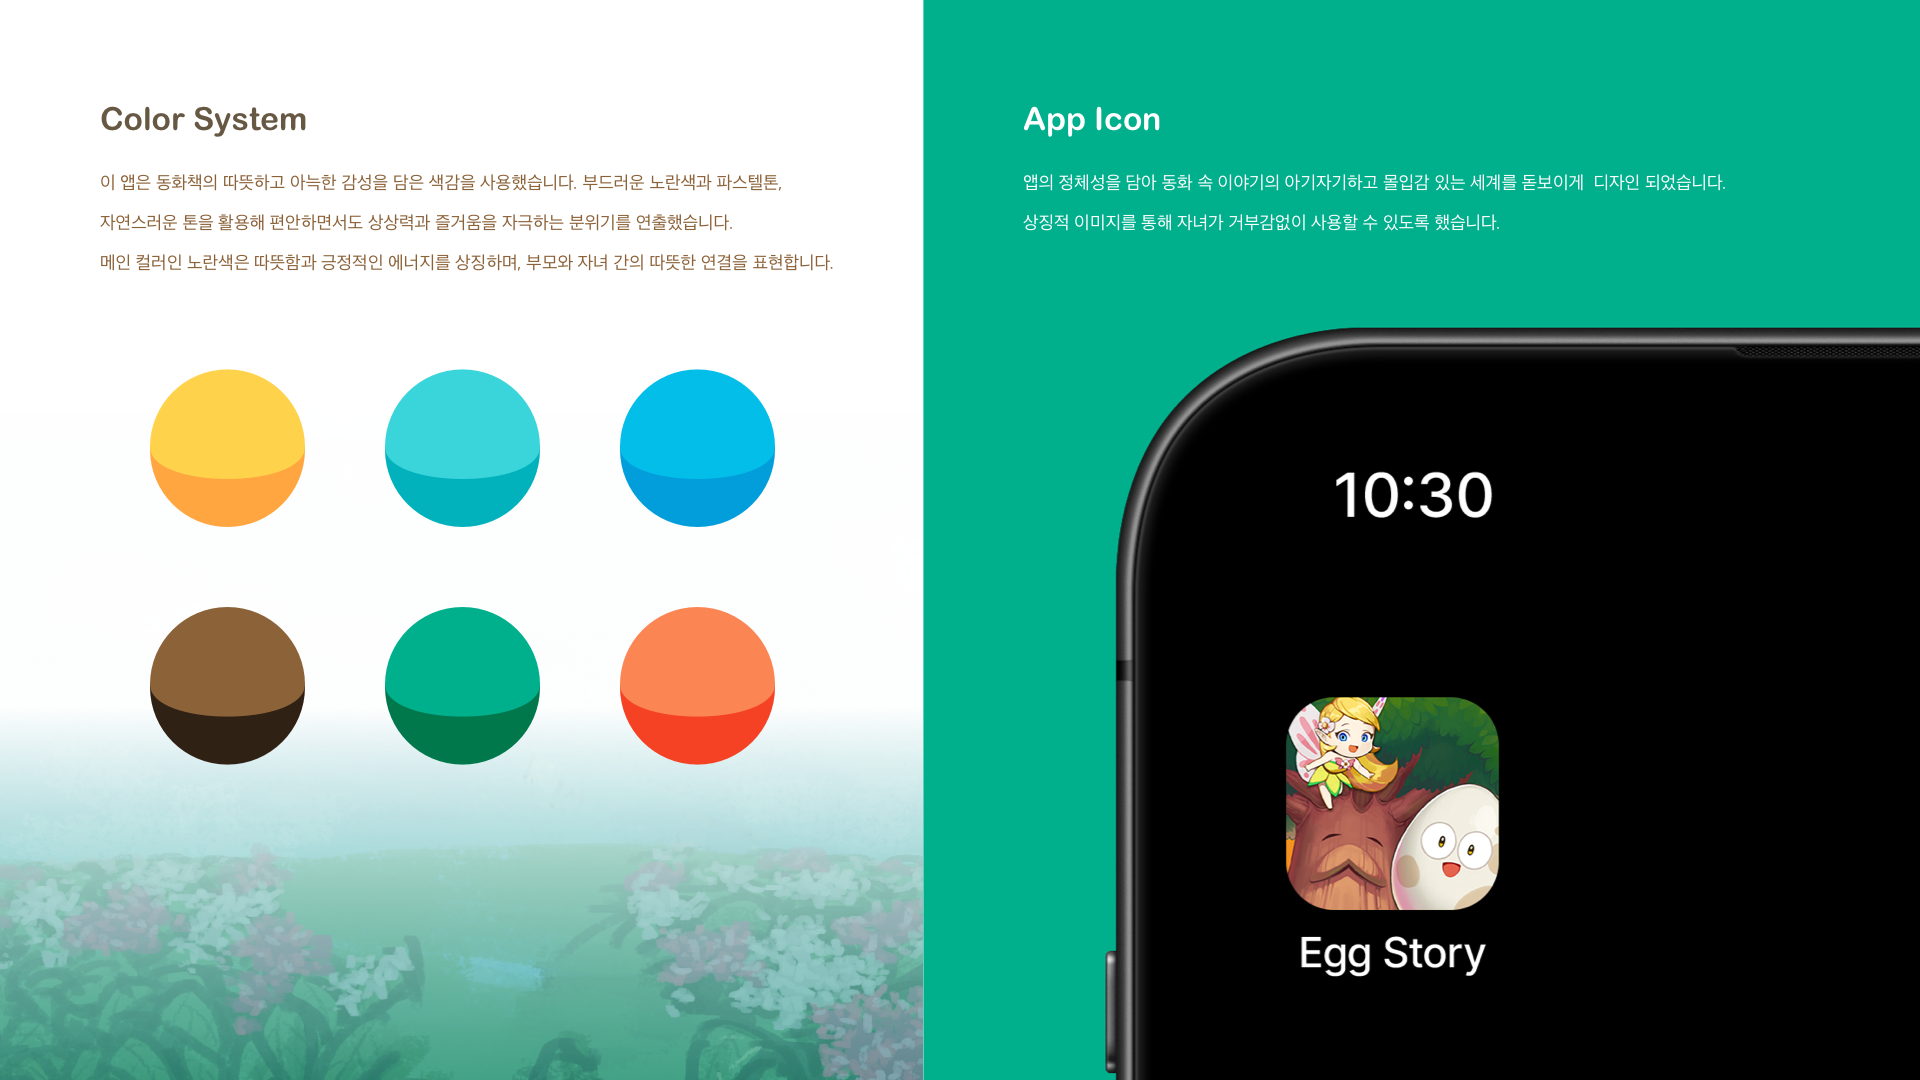 Color System
이 앱은 동화책의 따뜻하고 아늑한 감성을 담은 색감을 사용했습니다. 부드러운 노란색과 파스텔톤,
자연스러운 톤을 활용해 편안하면서도 상상력과 즐거움을 자극하는 분위기를 연출했습니다.
메인 컬러인 노란색은 따뜻함과 긍정적인 에너지를 상징하며, 부모와 자녀 간의 따뜻한 연결을 표현합니다.
App Icon
앱의 정체성을 담아 동화 속 이야기의 아기자기하고 몰입감 있는 세계를 돋보이게  디자인 되었습니다.
상징적 이미지를 통해 자녀가 거부감없이 사용할 수 있도록 했습니다.
10:30
Egg Story